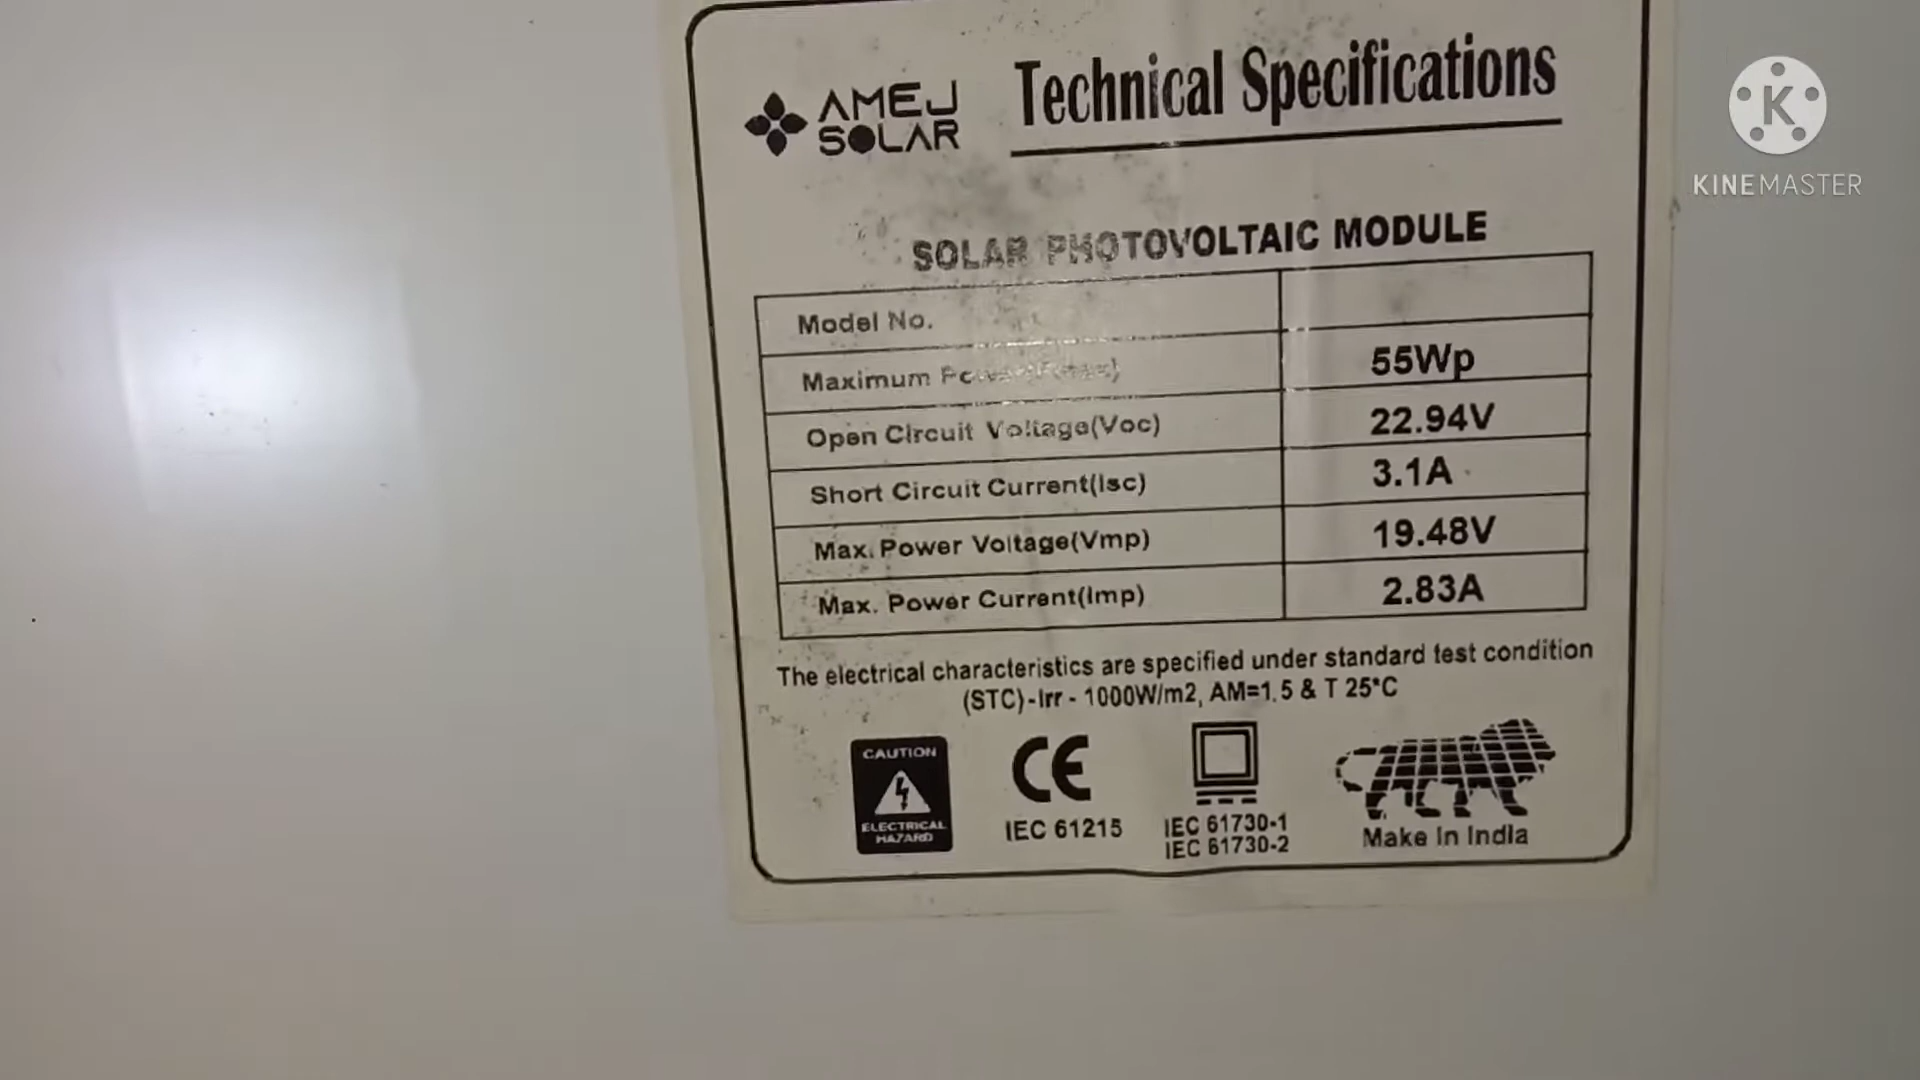 AMEJ
SOLAR
Technical Specifications
K
KINEMASTER
SOLAR PHOTOVOLTAIC MODULE
Model No.
Maximum 55Wp
Open Circuit Voltage(Voc) 22.94V
Short Circuit Current(Isc) 3.1A
Max. Power Voltage(Vmp) 19.48V
Max. Power Current(Imp) 2.83A
The electrical characteristics are specified under standard test condition
(STC)-Irr - 1000W/m2, AM=1.5 & T 25°C
CAUTION
ELECTRICAL
HAZARD
CE
IEC 61215
IEC 61730-1
IEC 61730-2
Make In India